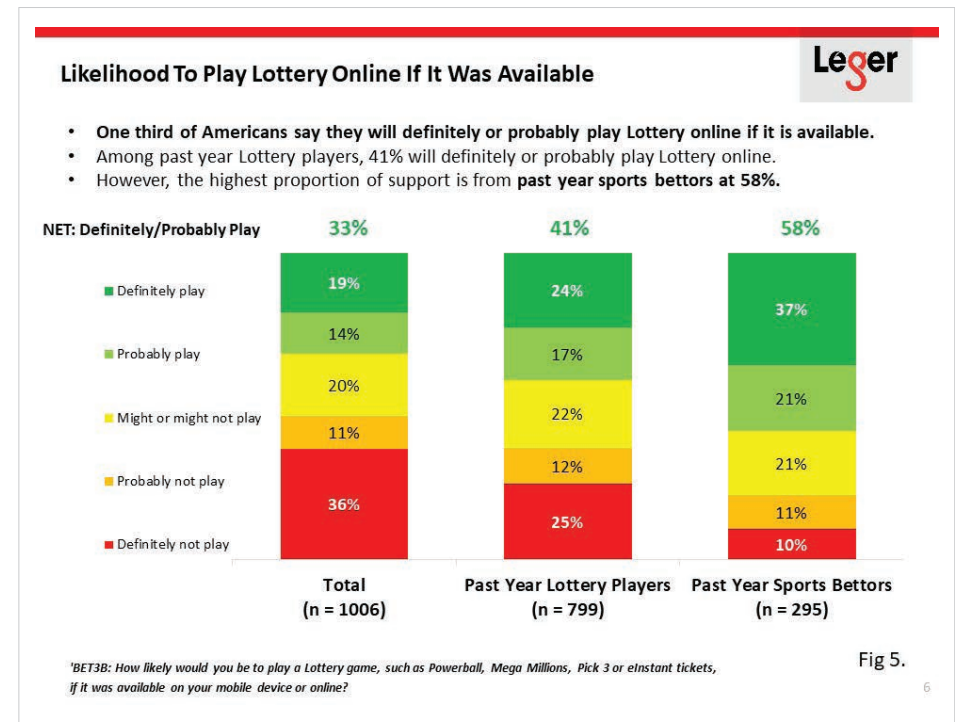 Leger
Likelihood To Play Lottery Online If It Was Available
• One third of Americans say they will definitely or probably play Lottery online if it is available.
• Among past year Lottery players, 41% will definitely or probably play Lottery online.
• However, the highest proportion of support is from past year sports bettors at 58%.
NET: Definitely/Probably Play 33% 41% 58%
Definitely play
Probably play
Might or might not play
Probably not play
Definitely not play
19%
14%
20%
11%
36%
24%
17%
22%
12%
25%
37%
21%
21%
11%
10%
Total Past Year Lottery Players Past Year Sports Bettors
(n = 1006) (n = 799) (n = 295)
'BET3B: How likely would you be to play a Lottery game, such as Powerball, Mega Millions, Pick 3 or eInstant tickets,
if it was available on your mobile device or online?
Fig 5.
6